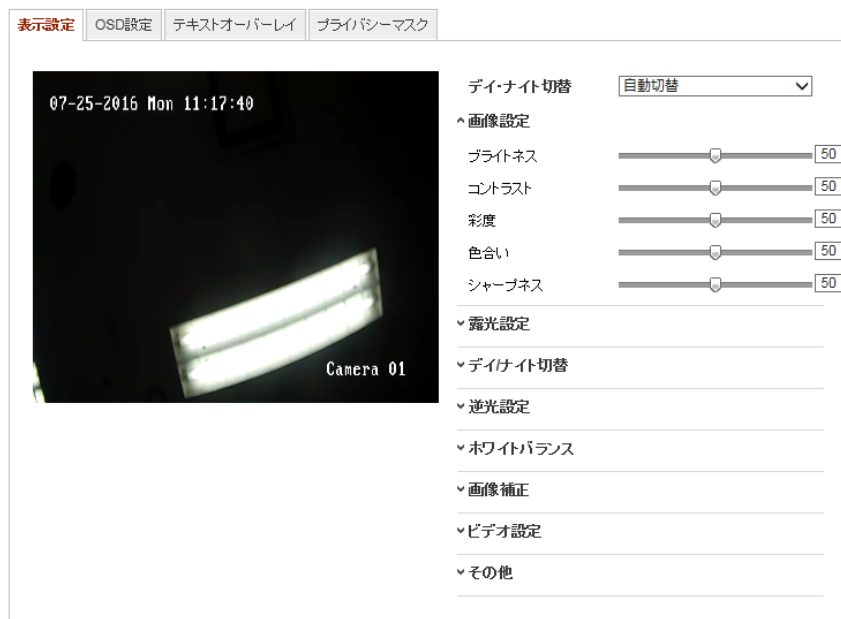 表示設定 OSD設定 テキストオーバーレイ プライバシーマスク
07-25-2016 Mon 11:17:40
Camera 01
デイ・ナイト切替 自動切替
画像設定
ブライトネス 50
コントラスト 50
彩度 50
色合い 50
シャープネス 50
露光設定
デイ/ナイト切替
逆光設定
ホワイトバランス
画像補正
ビデオ設定
その他